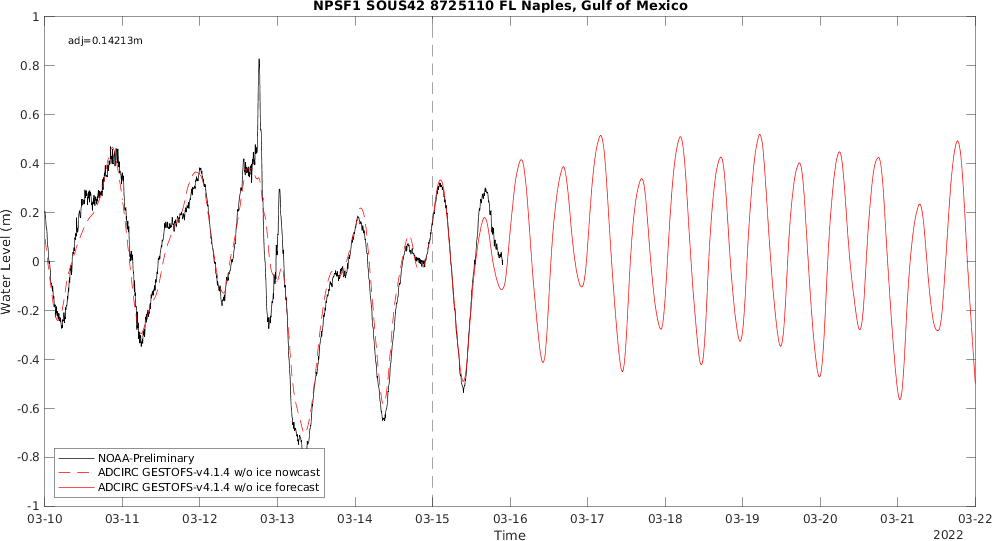 NPSF1 SOUS42 8725110 FL Naples, Gulf of Mexico
adj=0.14213m
1
0.8
0.6
0.4
0.2
0
-0.2
-0.4
-0.6
-0.8
-1
Water Level (m)
NOAA-Preliminary
ADCIRC GESTOFS-v4.1.4 w/o ice nowcast
ADCIRC GESTOFS-v4.1.4 w/o ice forecast
03-10 03-11 03-12 03-13 03-14 03-15 03-16 03-17 03-18 03-19 03-20 03-21 03-22
Time
2022